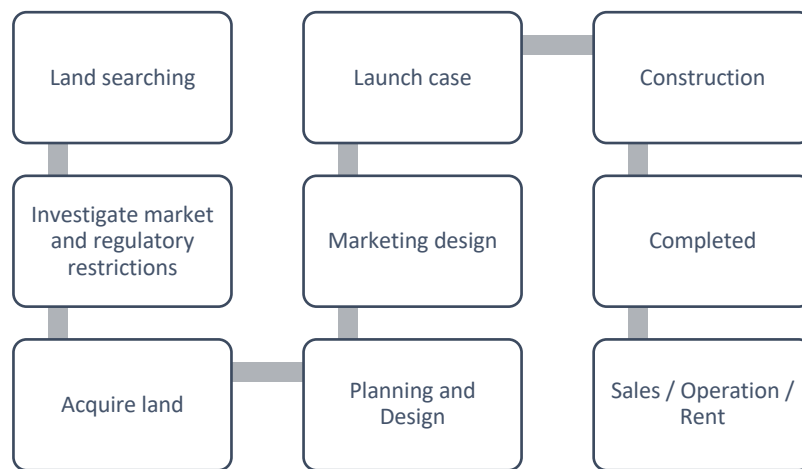 Land searching
Investigate market
and regulatory
restrictions
Acquire land
Planning and
Design
Marketing design
Launch case
Construction
Completed
Sales / Operation /
Rent